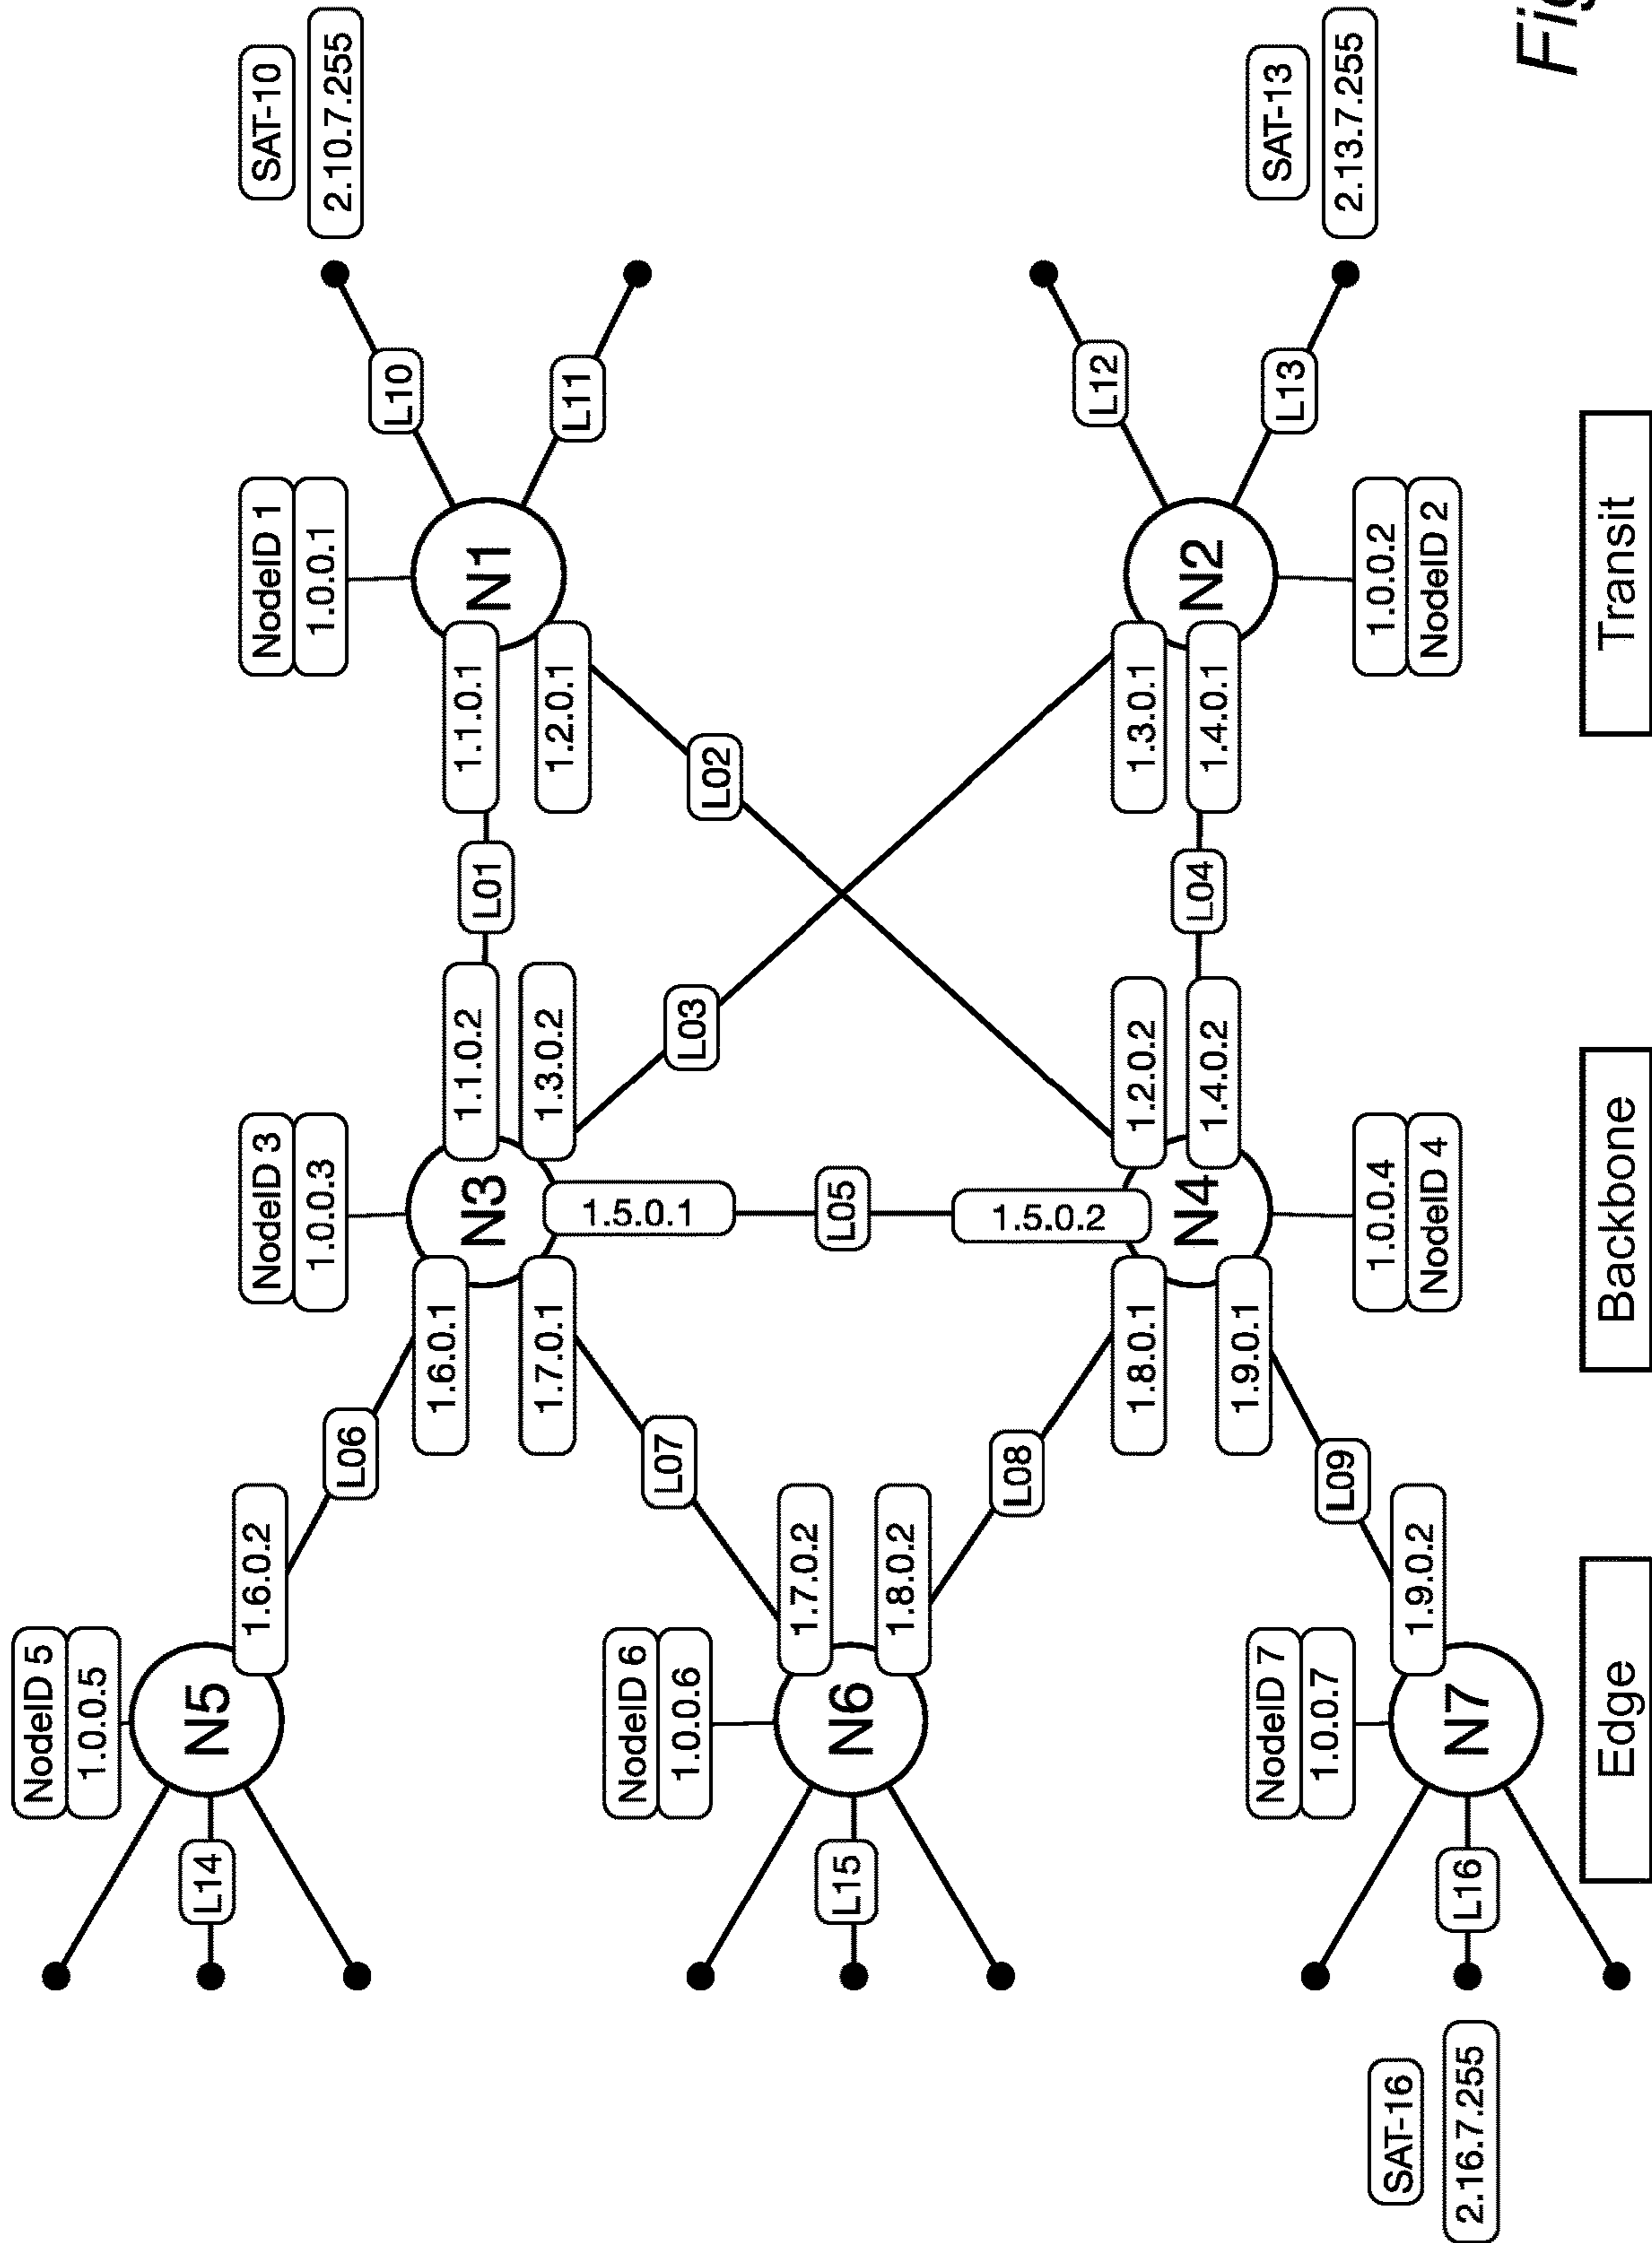 NodeID 5
1.0.0.5
N5
1.6.0.2
L14
L06
NodeID 3
1.0.0.3
N3
1.6.0.1
1.7.0.1
1.1.0.2
1.3.0.2
1.5.0.1
L01
NodeID 1
1.0.0.1
N1
1.1.0.1
1.2.0.1
L10
L11
SAT-10
2.10.7.255
NodeID 6
1.0.0.6
N6
1.7.0.2
1.8.0.2
L15
L07
L08
L05
L03
L02
1.5.0.2
N4
1.8.0.1
1.9.0.1
1.2.0.2
1.4.0.2
1.0.0.4
NodeID 4
L04
1.3.0.1
1.4.0.1
N2
1.0.0.2
NodeID 2
L12
L13
SAT-13
2.13.7.255
NodeID 7
1.0.0.7
N7
1.9.0.2
L09
L16
SAT-16
2.16.7.255
Edge
Backbone
Transit